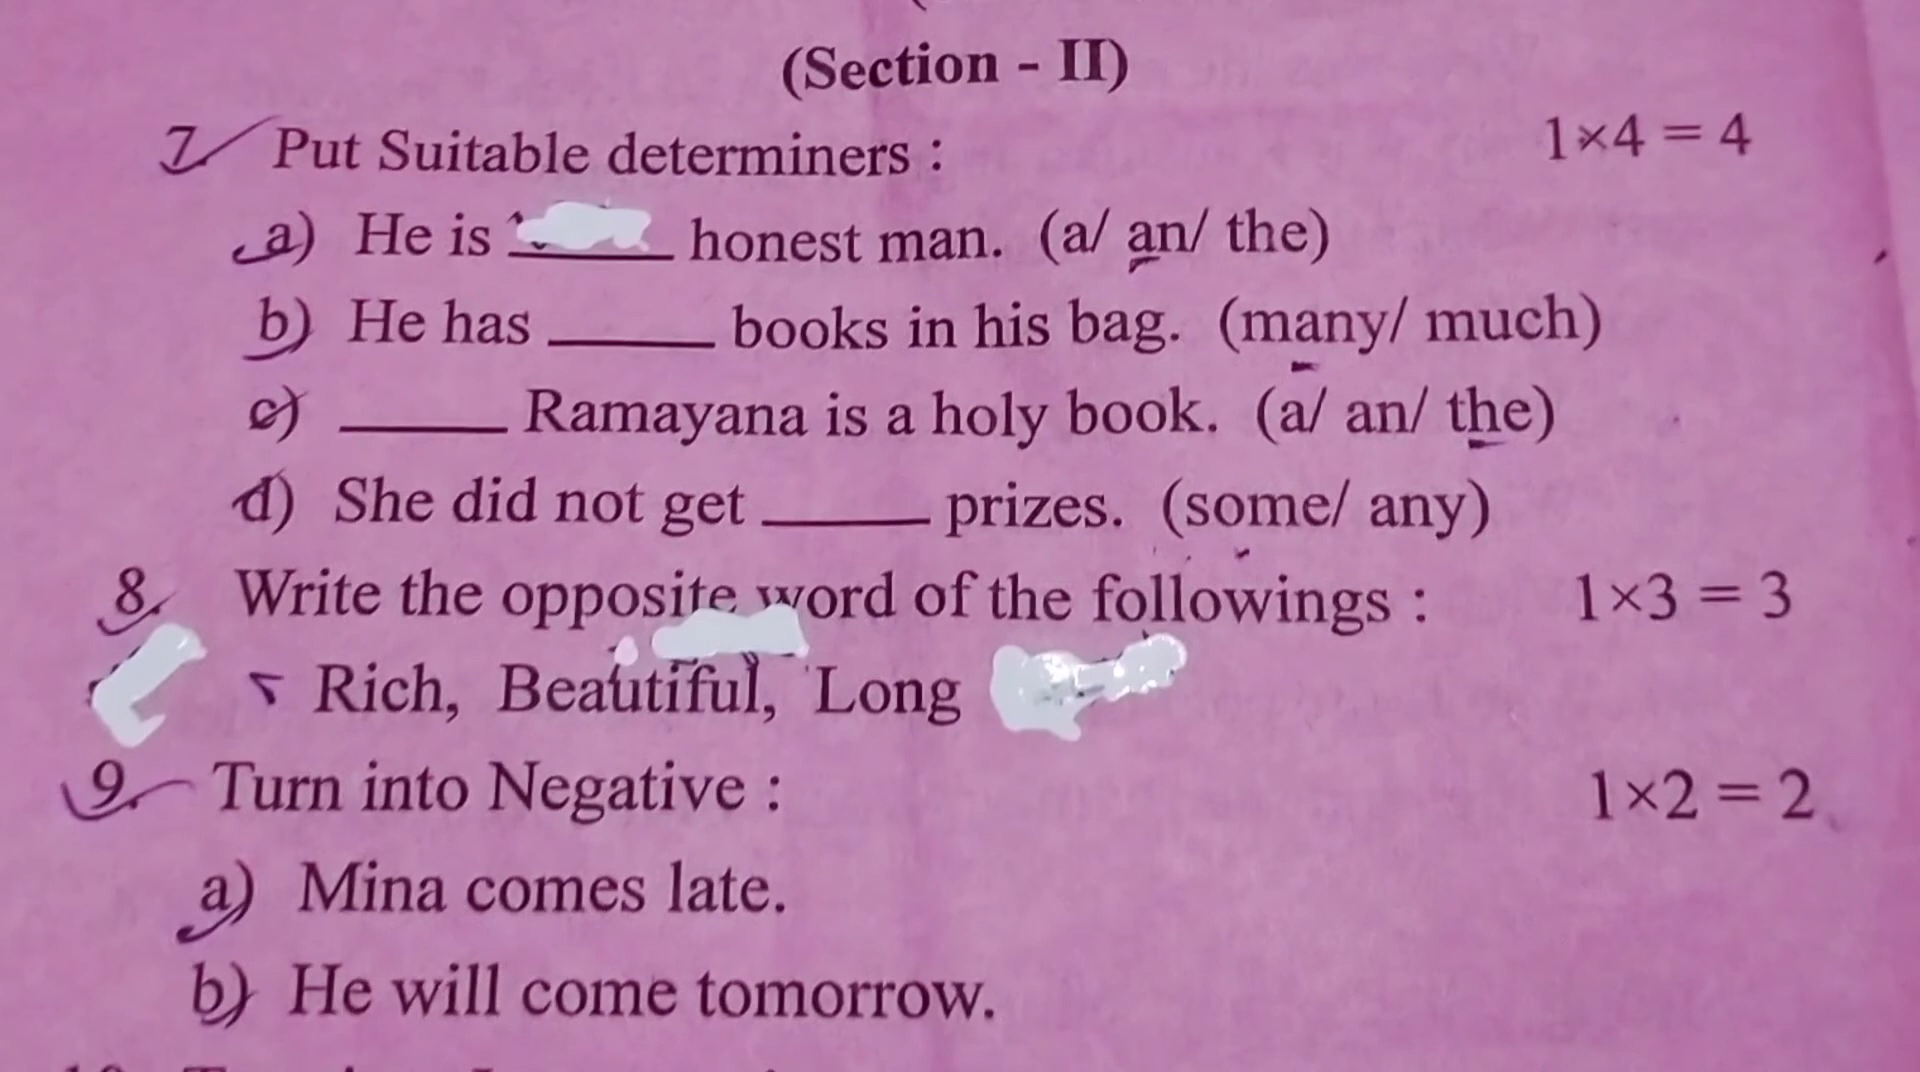 (Section - II)
7. Put Suitable determiners : 1×4 = 4
a) He is ______ honest man. (a/ an/ the)
b) He has ______ books in his bag. (many/ much)
c) ______ Ramayana is a holy book. (a/ an/ the)
d) She did not get ______ prizes. (some/ any)
8. Write the opposite word of the followings : 1×3 = 3
Rich, Beautiful, Long
9. Turn into Negative : 1×2 = 2
a) Mina comes late.
b) He will come tomorrow.